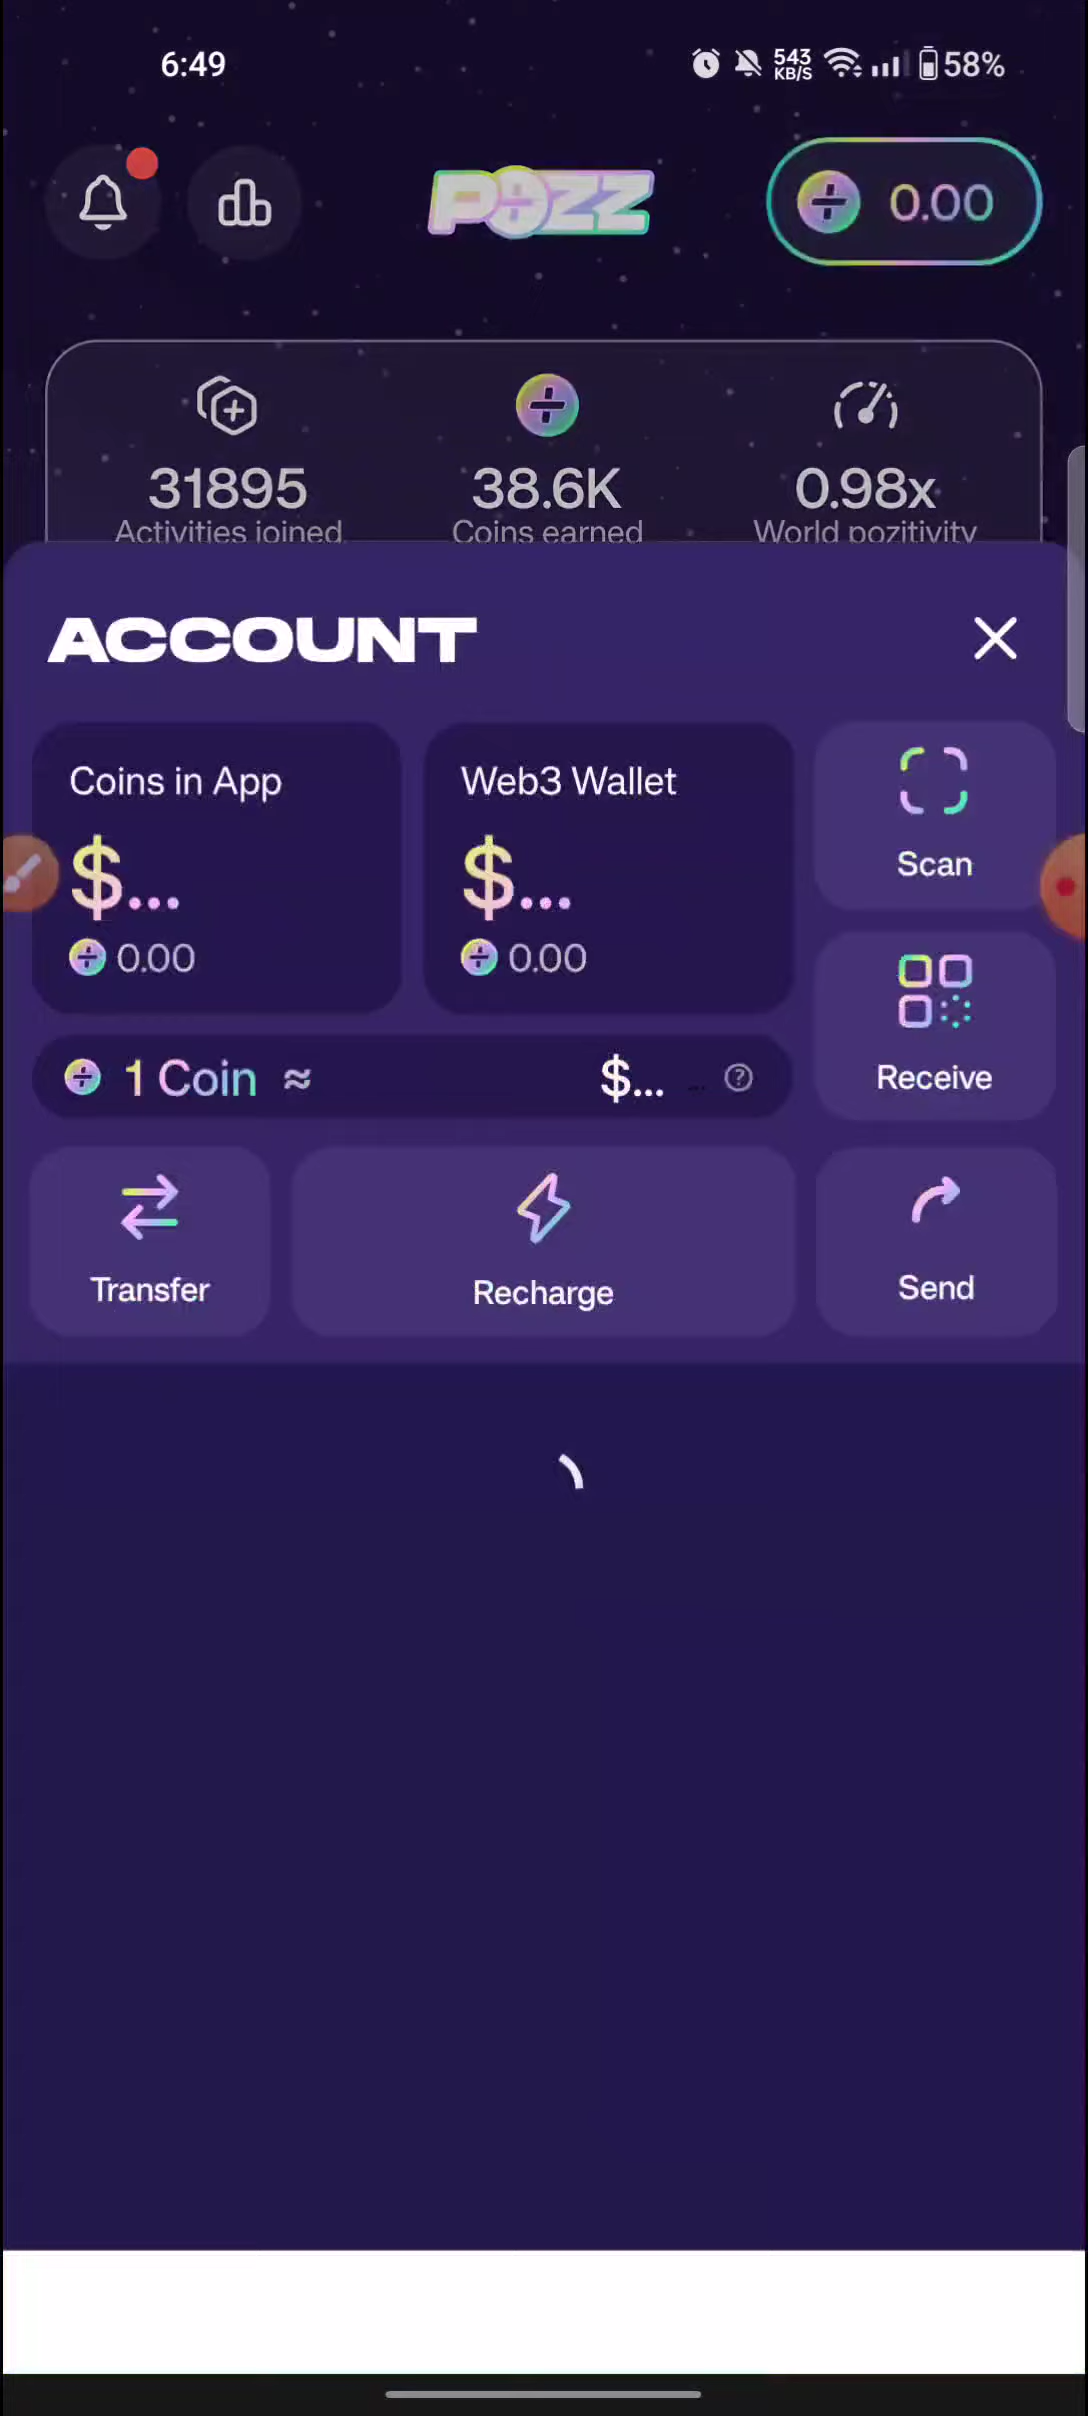 6:49
543 KB/S 58%
POZZ
0.00
31895
38.6K
0.98x
Activities joined
Coins earned
World pozitivity
ACCOUNT
Coins in App
Web3 Wallet
$...
$...
0.00
0.00
Scan
1 Coin ≈
$...
Receive
Transfer
Recharge
Send